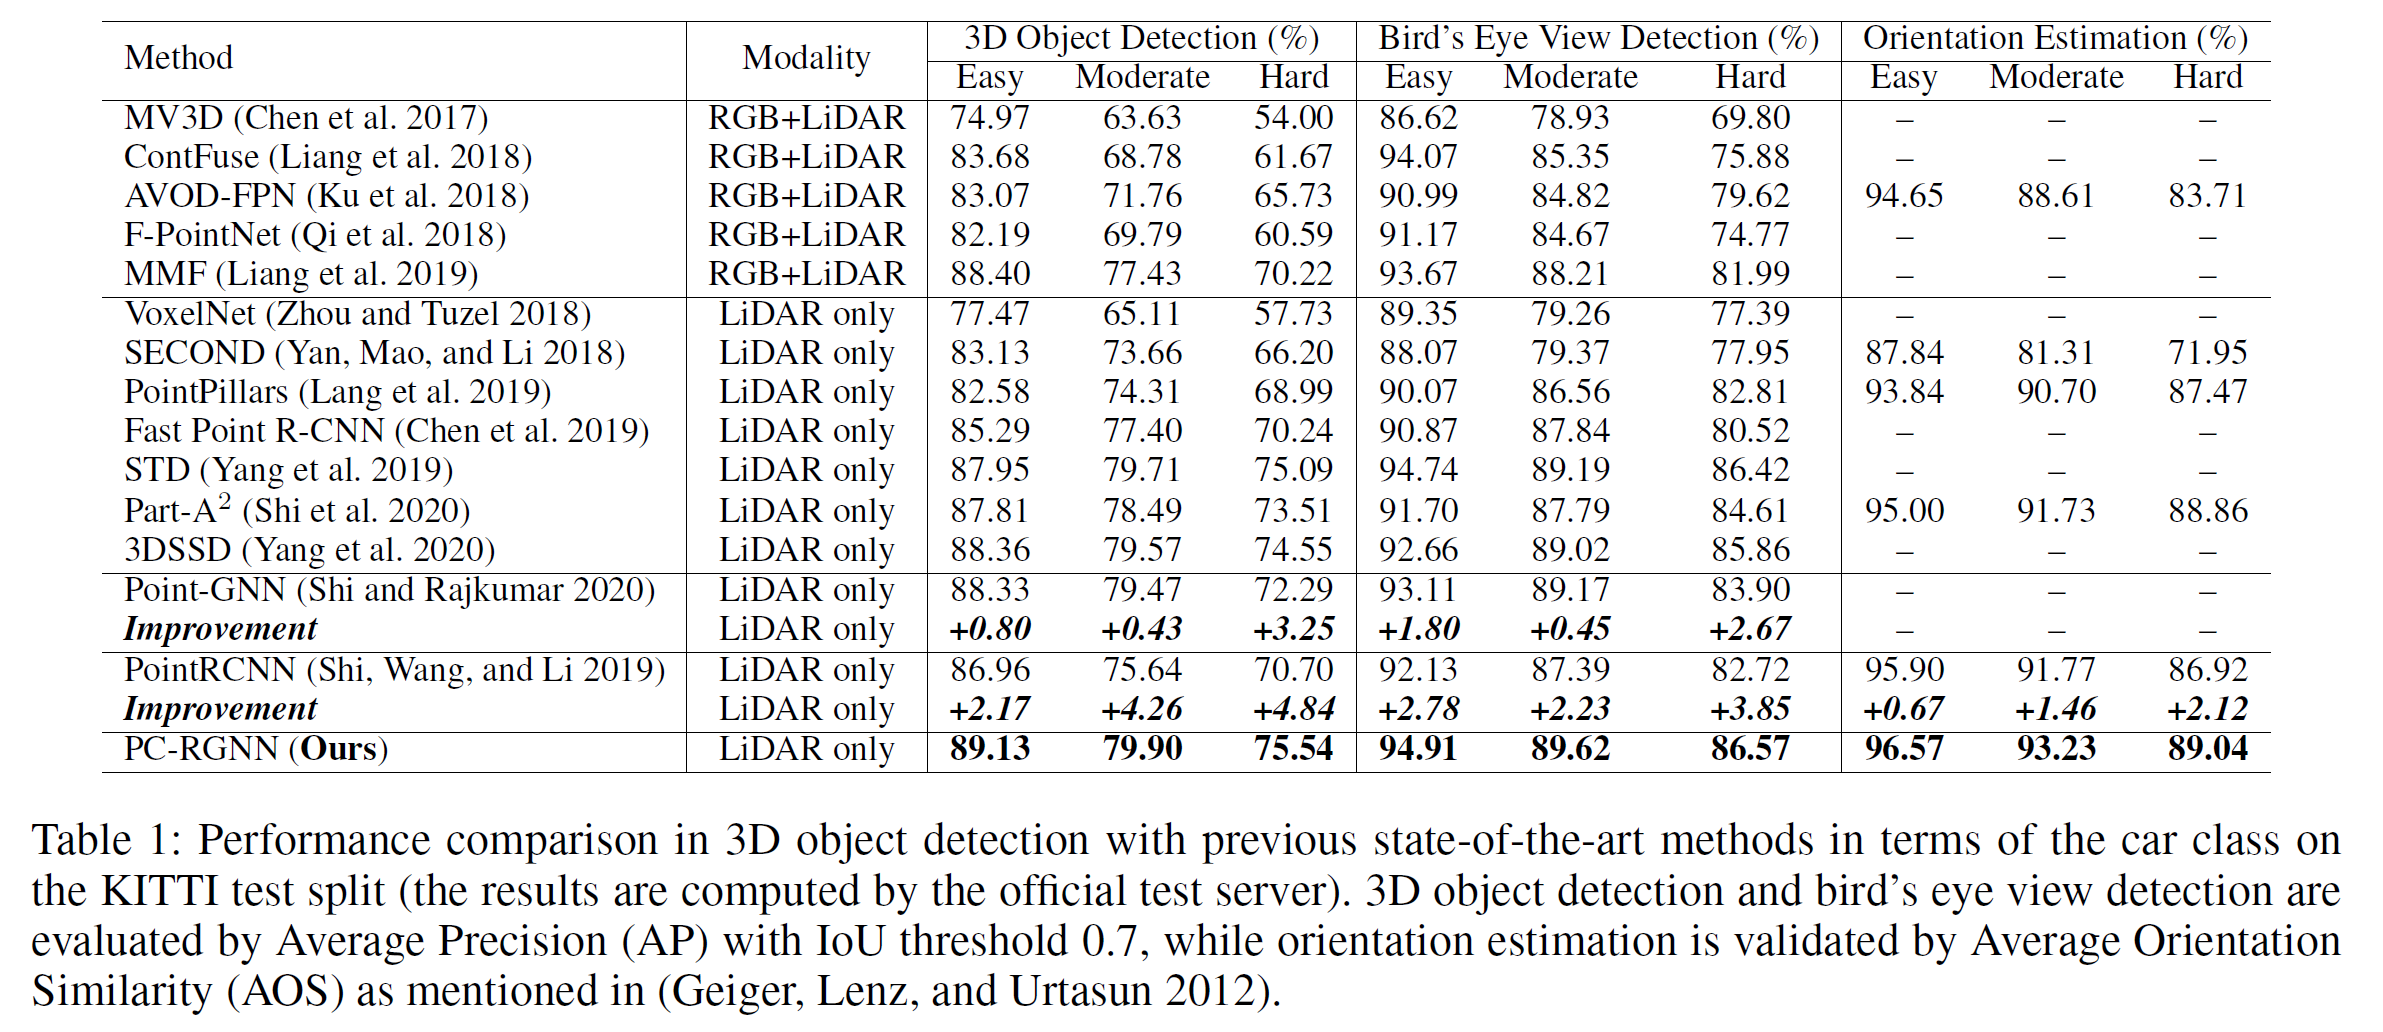 Method Modality 3D Object Detection (%) Bird's Eye View Detection (%) Orientation Estimation (%)
Easy Moderate Hard Easy Moderate Hard Easy Moderate Hard
MV3D (Chen et al. 2017) RGB+LiDAR 74.97 63.63 54.00 86.62 78.93 69.80 – – –
ContFuse (Liang et al. 2018) RGB+LiDAR 83.68 68.78 61.67 94.07 85.35 75.88 – – –
AVOD-FPN (Ku et al. 2018) RGB+LiDAR 83.07 71.76 65.73 90.99 84.82 79.62 94.65 88.61 83.71
F-PointNet (Qi et al. 2018) RGB+LiDAR 82.19 69.79 60.59 91.17 84.67 74.77 – – –
MMF (Liang et al. 2019) RGB+LiDAR 88.40 77.43 70.22 93.67 88.21 81.99 – – –
VoxelNet (Zhou and Tuzel 2018) LiDAR only 77.47 65.11 57.73 89.35 79.26 77.39 – – –
SECOND (Yan, Mao, and Li 2018) LiDAR only 83.13 73.66 66.20 88.07 79.37 77.95 87.84 81.31 71.95
PointPillars (Lang et al. 2019) LiDAR only 82.58 74.31 68.99 90.07 86.56 82.81 93.84 90.70 87.47
Fast Point R-CNN (Chen et al. 2019) LiDAR only 85.29 77.40 70.24 90.87 87.84 80.52 – – –
STD (Yang et al. 2019) LiDAR only 87.95 79.71 75.09 94.74 89.19 86.42 – – –
Part-A² (Shi et al. 2020) LiDAR only 87.81 78.49 73.51 91.70 87.79 84.61 95.00 91.73 88.86
3DSSD (Yang et al. 2020) LiDAR only 88.36 79.57 74.55 92.66 89.02 85.86 – – –
Point-GNN (Shi and Rajkumar 2020) LiDAR only 88.33 79.47 72.29 93.11 89.17 83.90 – – –
Improvement LiDAR only +0.80 +0.43 +3.25 +1.80 +0.45 +2.67 – – –
PointRCNN (Shi, Wang, and Li 2019) LiDAR only 86.96 75.64 70.70 92.13 87.39 82.72 95.90 91.77 86.92
Improvement LiDAR only +2.17 +4.26 +4.84 +2.78 +2.23 +3.85 +0.67 +1.46 +2.12
PC-RGNN (Ours) LiDAR only 89.13 79.90 75.54 94.91 89.62 86.57 96.57 93.23 89.04
Table 1: Performance comparison in 3D object detection with previous state-of-the-art methods in terms of the car class on
the KITTI test split (the results are computed by the official test server). 3D object detection and bird's eye view detection are
evaluated by Average Precision (AP) with IoU threshold 0.7, while orientation estimation is validated by Average Orientation
Similarity (AOS) as mentioned in (Geiger, Lenz, and Urtasun 2012).